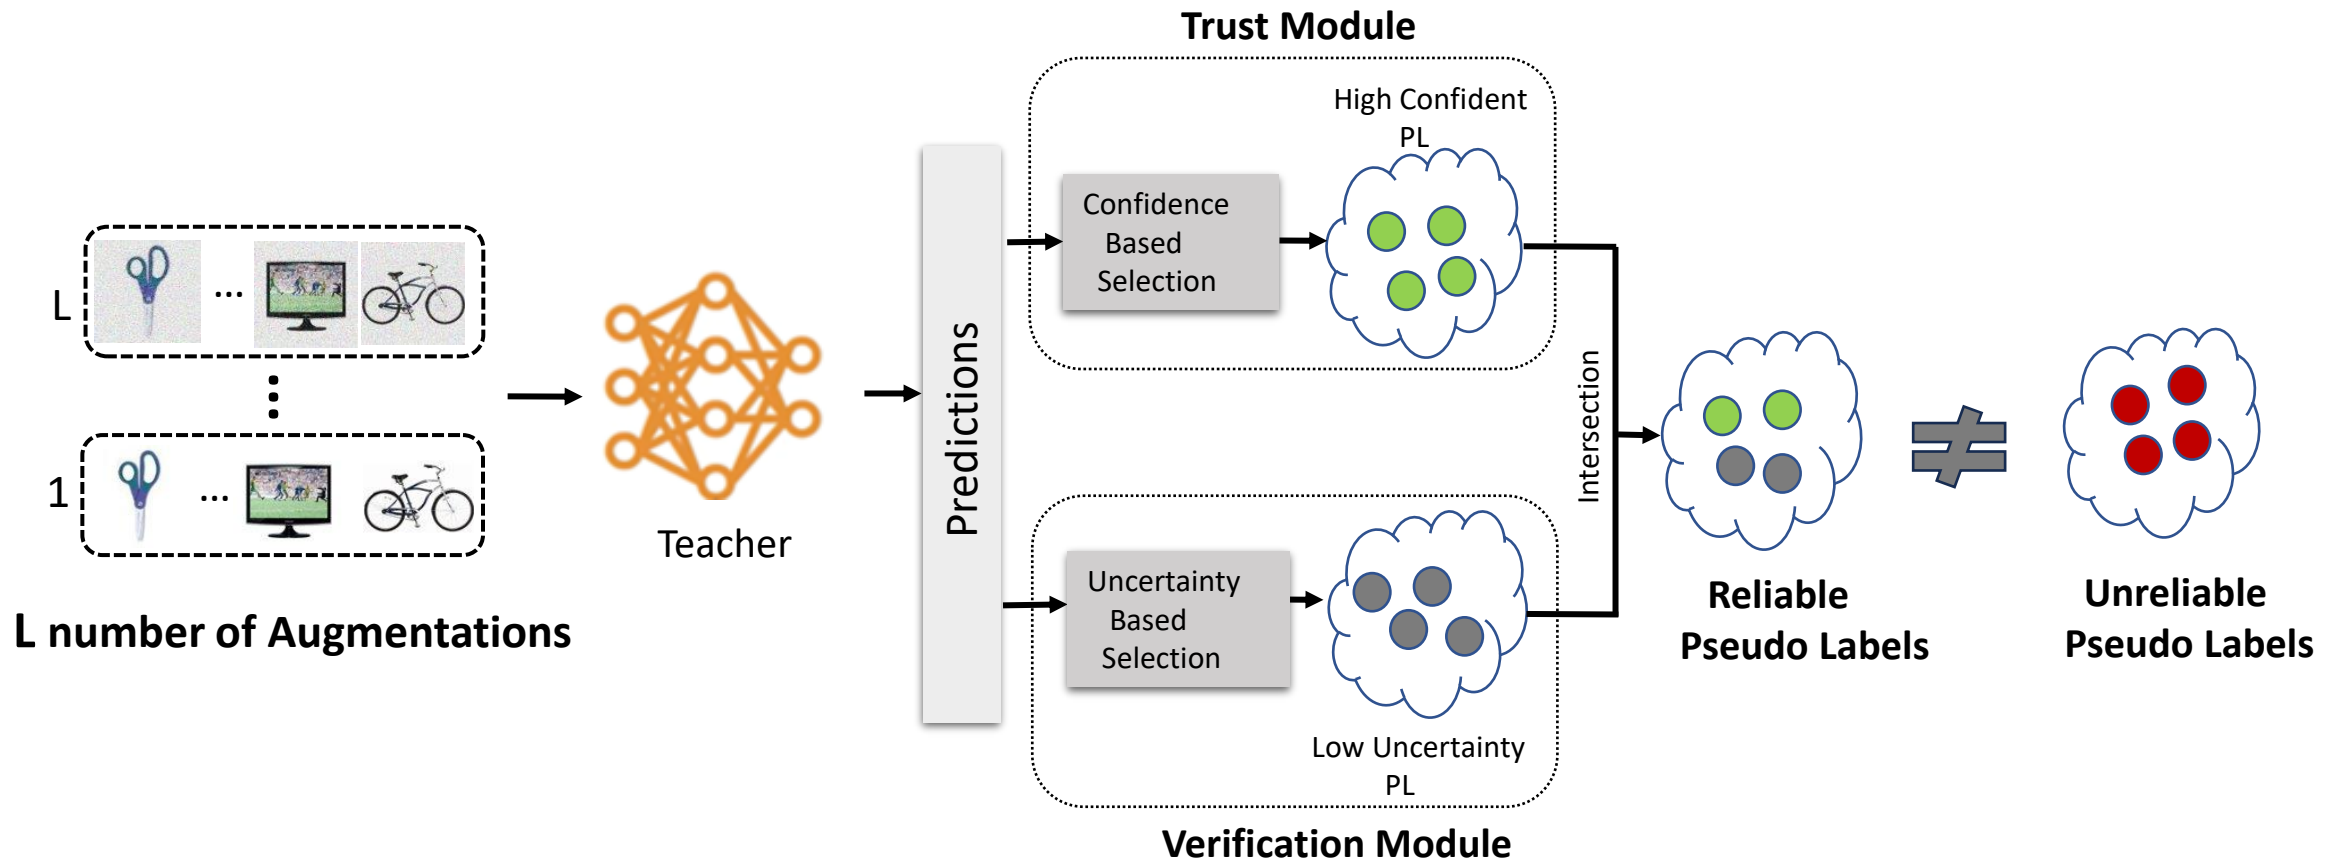 Trust Module
High Confident
PL
Confidence
Based
Selection
L
...
1
...
L number of Augmentations
Teacher
Predictions
Uncertainty
Based
Selection
Low Uncertainty
PL
Verification Module
Intersection
Reliable
Pseudo Labels
≠
Unreliable
Pseudo Labels